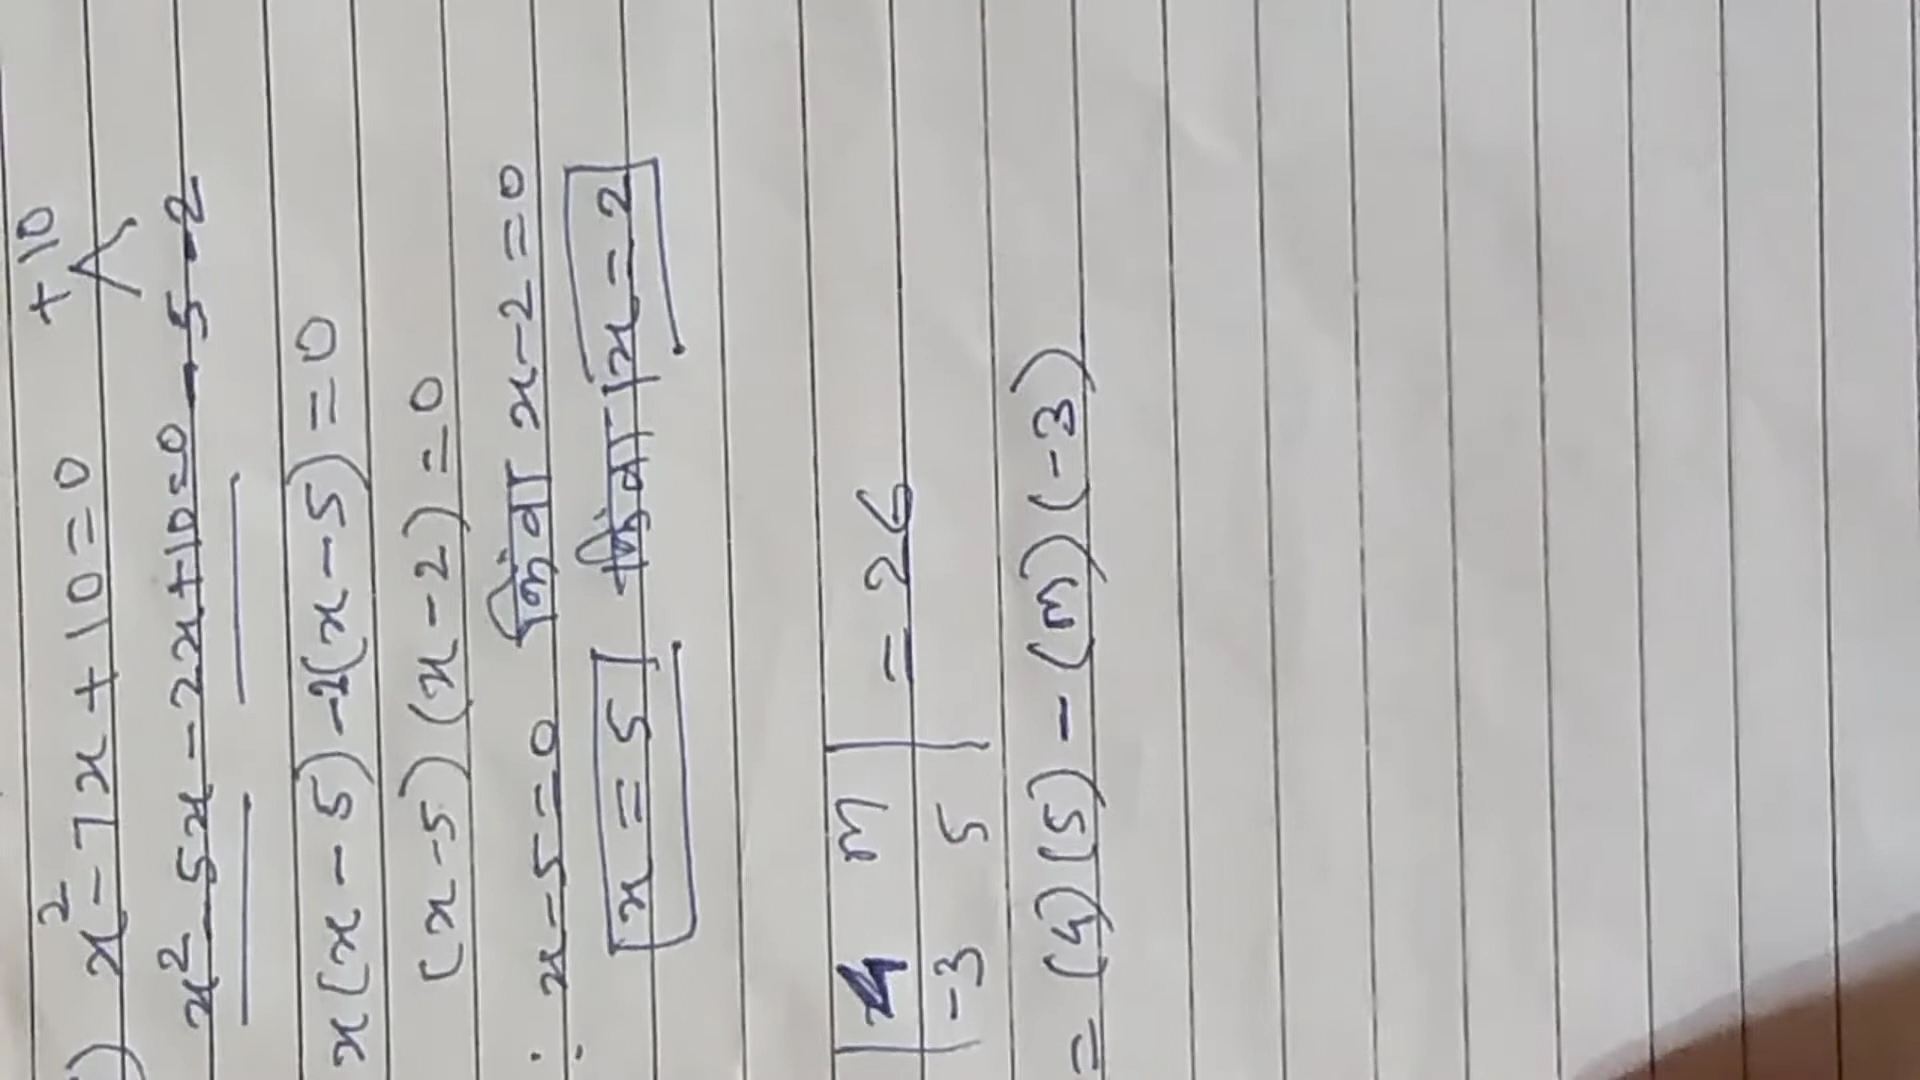 x² - 7x + 10 = 0 +10
x² - 5x - 2x + 10 = 0 - 5 - 2
x(x - 5) - 2(x - 5) = 0
(x - 5) (x - 2) = 0
∴ x - 5 = 0 किंवा x - 2 = 0
∴ x = 5 किंवा x = 2
| 4 m | = 26
| -3 5 |
= (4) (5) - (m) (-3)